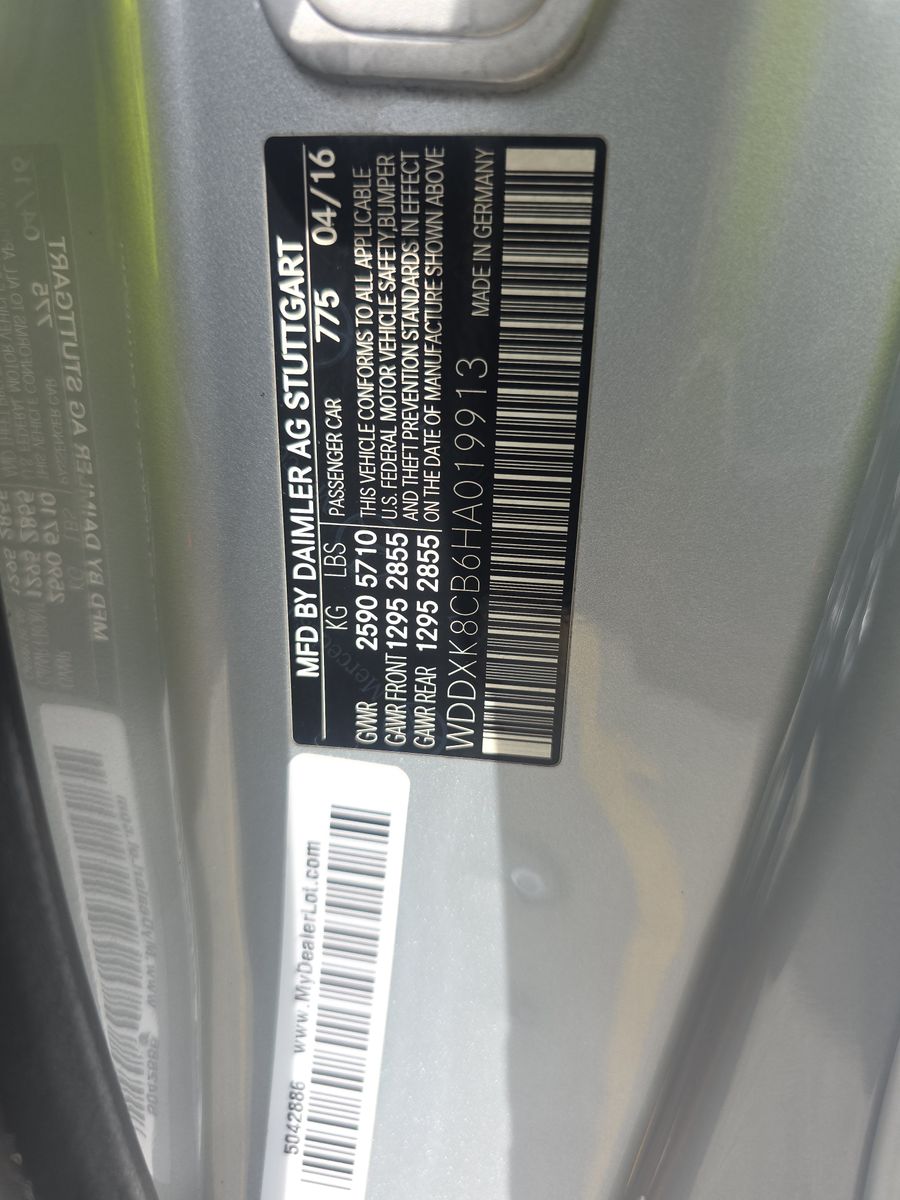 MFD BY DAIMLER AG STUTTGART
KG LBS PASSENGER CAR 775 04/16
GWR 2590 5710 THIS VEHICLE CONFORMS TO ALL APPLICABLE
GAWR FRONT 1295 2855 U.S. FEDERAL MOTOR VEHICLE SAFETY,BUMPER
GAWR REAR 1295 2855 AND THEFT PREVENTION STANDARDS IN EFFECT
ON THE DATE OF MANUFACTURE SHOWN ABOVE
WDDXK8CB6HA019913 MADE IN GERMANY
5042886 www.MyDealerLot.com